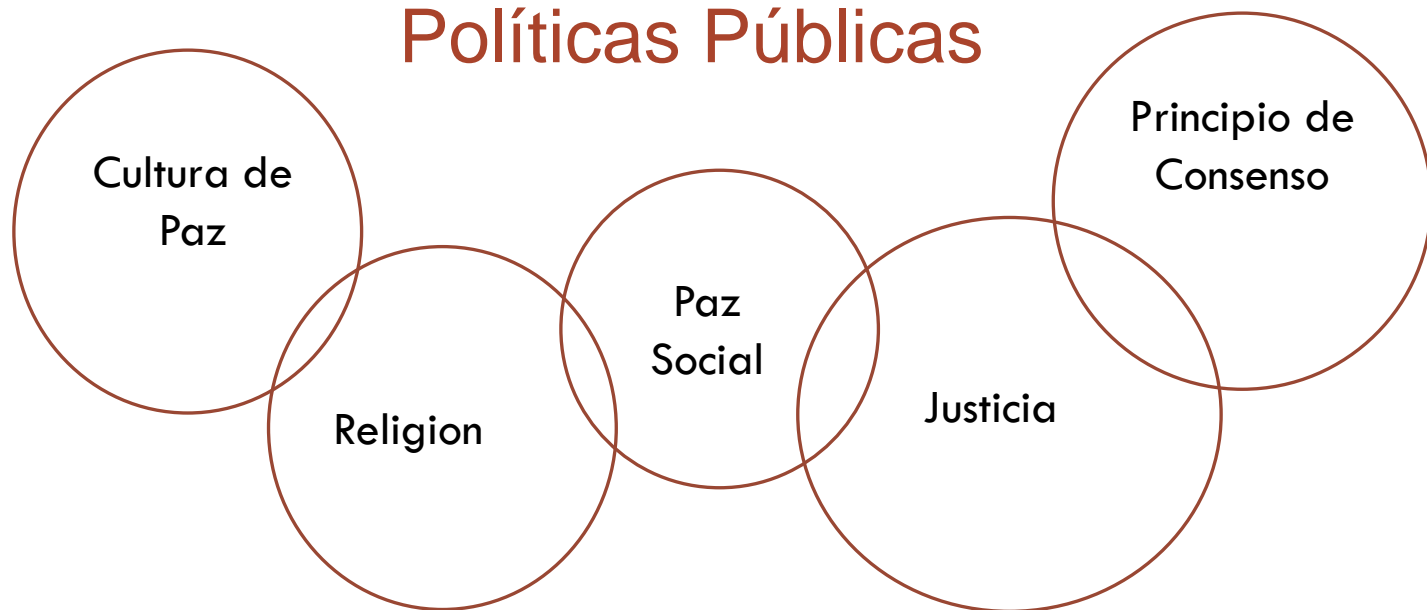 Políticas Públicas
Cultura de
Paz
Religion
Paz
Social
Justicia
Principio de
Consenso